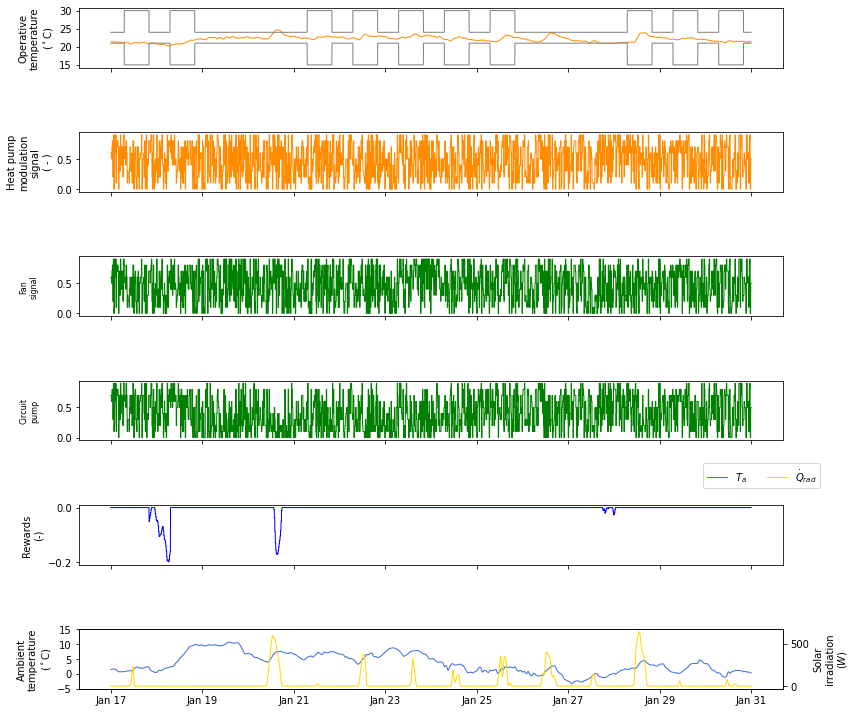 Operative
temperature
(°C)
30
25
20
15
Heat pump
modulation
signal
( - )
0.5
0.0
Fan
signal
0.5
0.0
Circuit
pump
0.5
0.0
T_a
Q̇_rad
Rewards
(-)
0.0
−0.2
Ambient
temperature
(°C)
15
10
5
0
−5
500
0
Solar
irradiation
(W)
Jan 17 Jan 19 Jan 21 Jan 23 Jan 25 Jan 27 Jan 29 Jan 31